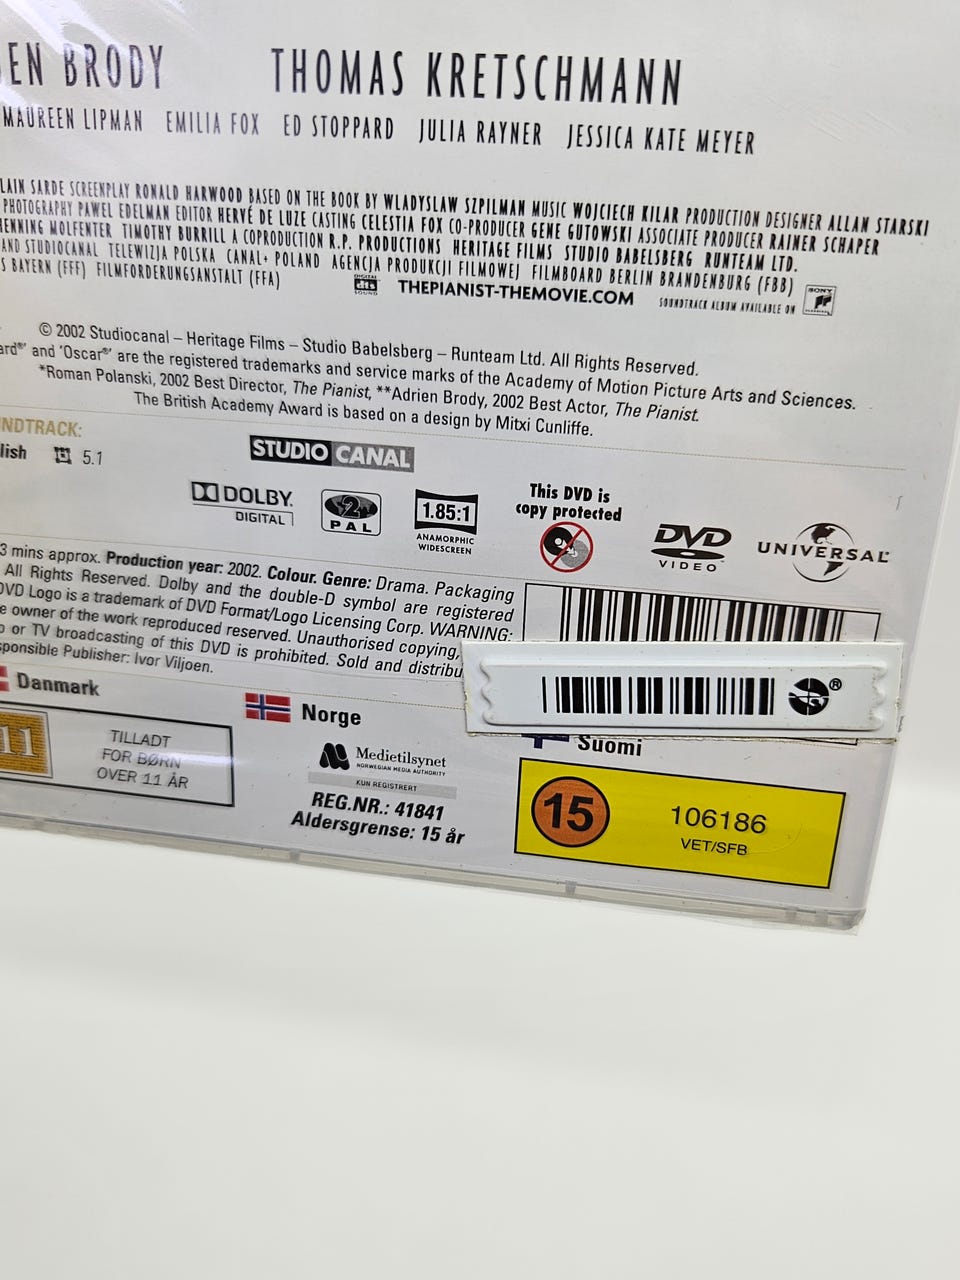 EN BRODY THOMAS KRETSCHMANN
MAUREEN LIPMAN EMILIA FOX ED STOPPARD JULIA RAYNER JESSICA KATE MEYER
LAIN SARDE SCREENPLAY RONALD HARWOOD BASED ON THE BOOK BY WLADYSLAW SZPILMAN MUSIC WOJCIECH KILAR PRODUCTION DESIGNER ALLAN STARSKI
PHOTOGRAPHY PAWEL EDELMAN EDITOR HERVÉ DE LUZE CASTING CELESTIA FOX CO-PRODUCER GENE GUTOWSKI ASSOCIATE PRODUCER RAINER SCHAPER
HENNING MOLFENTER TIMOTHY BURRILL A COPRODUCTION R.P. PRODUCTIONS HERITAGE FILMS STUDIO BABELSBERG RUNTEAM LTD.
AND STUDIOCANAL TELEWIZJA POLSKA CANAL+ POLAND AGENCJA PRODUKCJI FILMOWEJ FILMBOARD BERLIN BRANDENBURG (FBB)
S BAYERN (FFF) FILMFORDERUNGSANSTALT (FFA)
DIGITAL
dts
SOUND
THEPIANIST-THEMOVIE.COM SOUNDTRACK ALBUM AVAILABLE ON
SONY
CLASSICAL
© 2002 Studiocanal – Heritage Films – Studio Babelsberg – Runteam Ltd. All Rights Reserved.
ard®' and 'Oscar®' are the registered trademarks and service marks of the Academy of Motion Picture Arts and Sciences.
*Roman Polanski, 2002 Best Director, The Pianist, **Adrien Brody, 2002 Best Actor, The Pianist.
The British Academy Award is based on a design by Mitxi Cunliffe.
NDTRACK:
lish 5.1
STUDIO CANAL
DOLBY
DIGITAL
2
PAL
1.85:1
ANAMORPHIC
WIDESCREEN
This DVD is
copy protected
DVD
VIDEO
UNIVERSAL
3 mins approx. Production year: 2002. Colour. Genre: Drama. Packaging
All Rights Reserved. Dolby and the double-D symbol are registered
DVD Logo is a trademark of DVD Format/Logo Licensing Corp. WARNING:
e owner of the work reproduced reserved. Unauthorised copying,
o or TV broadcasting of this DVD is prohibited. Sold and distribu
sponsible Publisher: Ivor Viljoen.
Danmark
11
TILLADT
FOR BØRN
OVER 11 ÅR
Norge
Medietilsynet
NORWEGIAN MEDIA AUTHORITY
KUN REGISTRERT
REG.NR.: 41841
Aldersgrense: 15 år
®
Suomi
15
106186
VET/SFB